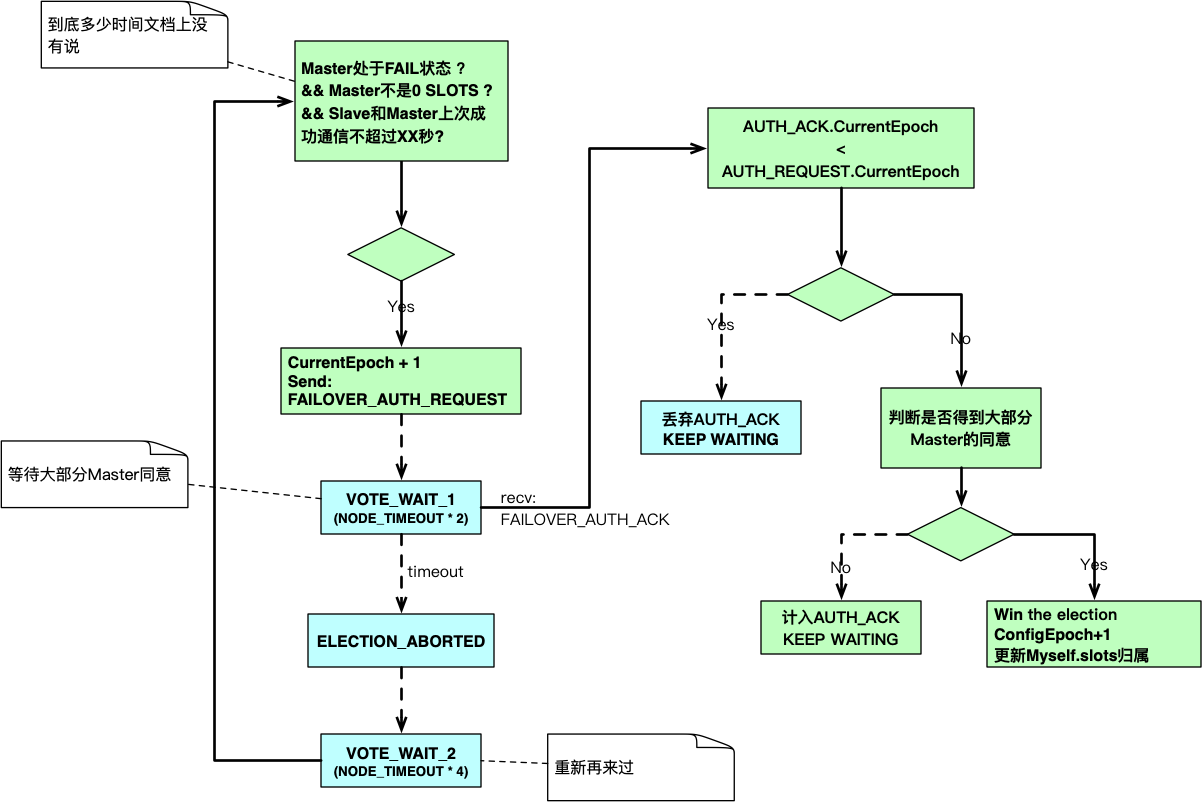 到底多少时间文档上没
有说
Master处于FAIL状态 ?
&& Master不是0 SLOTS ?
&& Slave和Master上次成
功通信不超过XX秒?
Yes
CurrentEpoch + 1
Send:
FAILOVER_AUTH_REQUEST
等待大部分Master同意
VOTE_WAIT_1
(NODE_TIMEOUT * 2)
recv:
FAILOVER_AUTH_ACK
timeout
ELECTION_ABORTED
VOTE_WAIT_2
(NODE_TIMEOUT * 4)
重新再来过
AUTH_ACK.CurrentEpoch
<
AUTH_REQUEST.CurrentEpoch
Yes
No
丢弃AUTH_ACK
KEEP WAITING
判断是否得到大部分
Master的同意
No
Yes
计入AUTH_ACK
KEEP WAITING
Win the election
ConfigEpoch+1
更新Myself.slots归属